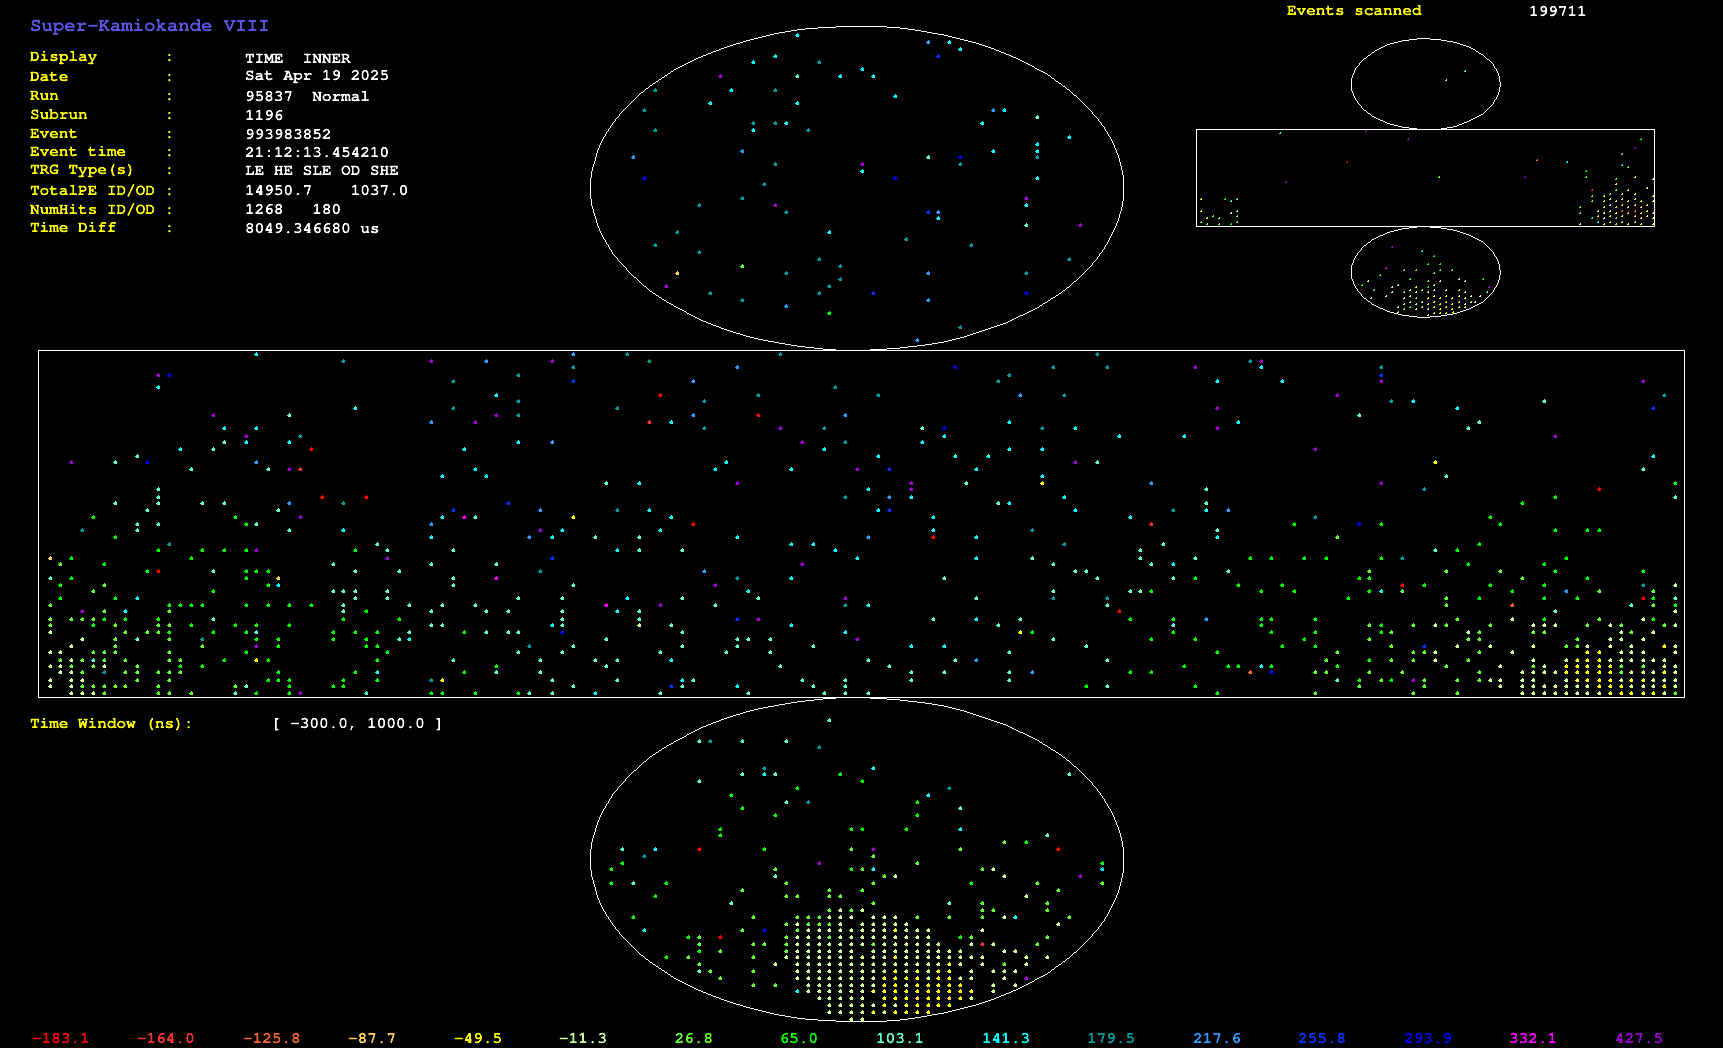 Super-Kamiokande VIII
Events scanned 199711
Display : TIME INNER
Date : Sat Apr 19 2025
Run : 95837 Normal
Subrun : 1196
Event : 993983852
Event time : 21:12:13.454210
TRG Type(s) : LE HE SLE OD SHE
TotalPE ID/OD : 14950.7 1037.0
NumHits ID/OD : 1268 180
Time Diff : 8049.346680 us
Time Window (ns): [ -300.0, 1000.0 ]
-183.1 -164.0 -125.8 -87.7 -49.5 -11.3 26.8 65.0 103.1 141.3 179.5 217.6 255.8 293.9 332.1 427.5